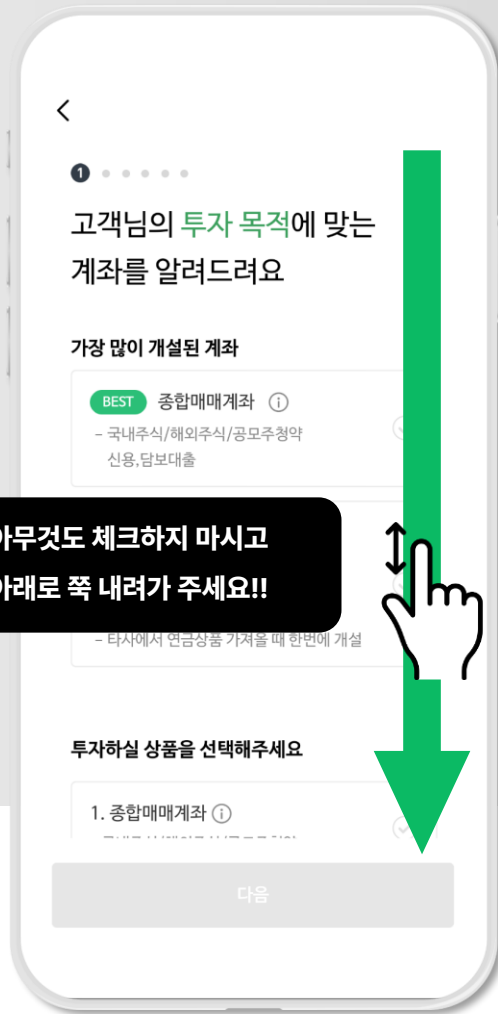 1
고객님의 투자 목적에 맞는
계좌를 알려드려요
가장 많이 개설된 계좌
BEST 종합매매계좌
- 국내주식/해외주식/공모주청약
신용,담보대출
아무것도 체크하지 마시고
아래로 쭉 내려가 주세요!!
- 타사에서 연금상품 가져올 때 한번에 개설
투자하실 상품을 선택해주세요
1. 종합매매계좌
다음